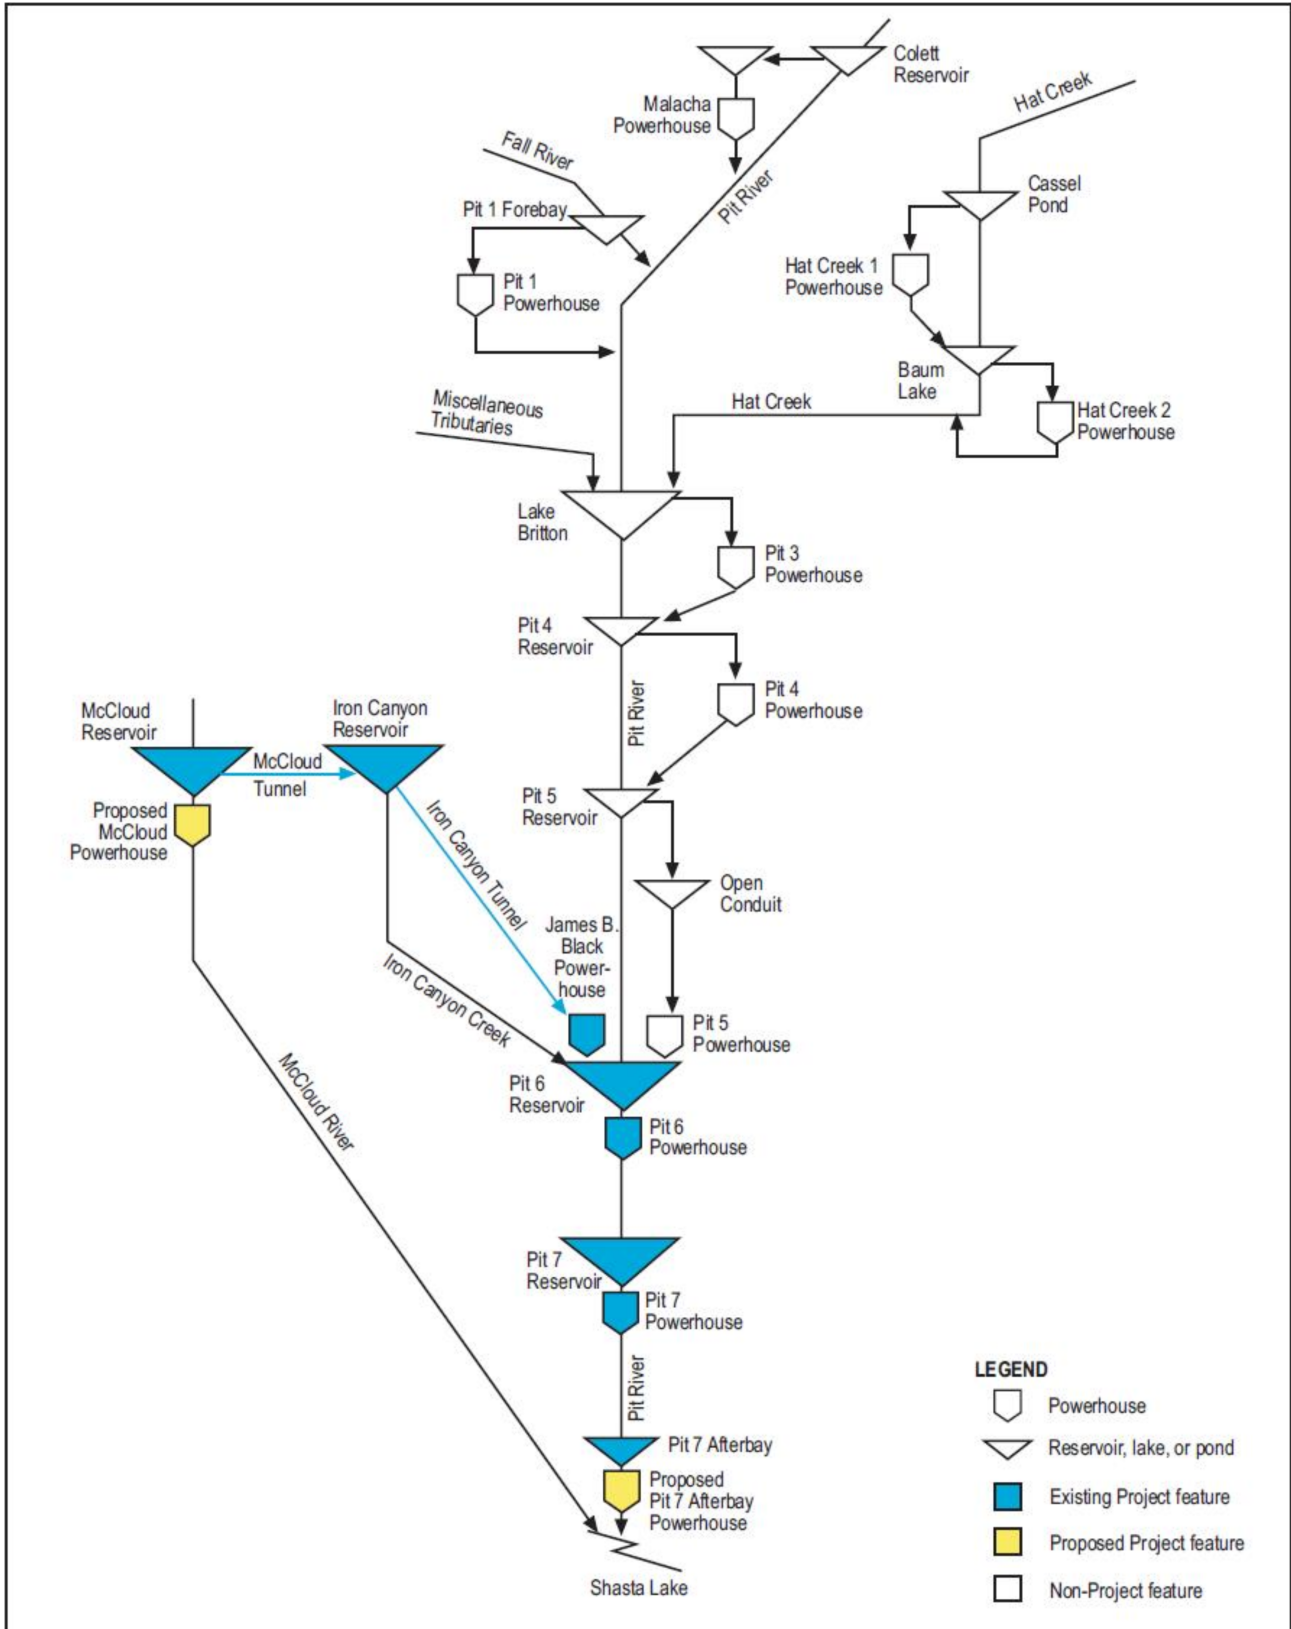 Colett
Reservoir
Malacha
Powerhouse
Hat Creek
Fall River
Pit River
Cassel
Pond
Pit 1 Forebay
Hat Creek 1
Powerhouse
Pit 1
Powerhouse
Baum
Lake
Miscellaneous
Tributaries
Hat Creek
Hat Creek 2
Powerhouse
Lake
Britton
Pit 3
Powerhouse
Pit 4
Reservoir
Pit River
Pit 4
Powerhouse
McCloud
Reservoir
Iron Canyon
Reservoir
McCloud
Tunnel
Proposed
McCloud
Powerhouse
Iron Canyon Tunnel
Pit 5
Reservoir
Open
Conduit
James B.
Black
Power-
house
Iron Canyon Creek
Pit 5
Powerhouse
McCloud River
Pit 6
Reservoir
Pit 6
Powerhouse
Pit 7
Reservoir
Pit 7
Powerhouse
Pit River
Pit 7 Afterbay
Proposed
Pit 7 Afterbay
Powerhouse
Shasta Lake
LEGEND
Powerhouse
Reservoir, lake, or pond
Existing Project feature
Proposed Project feature
Non-Project feature